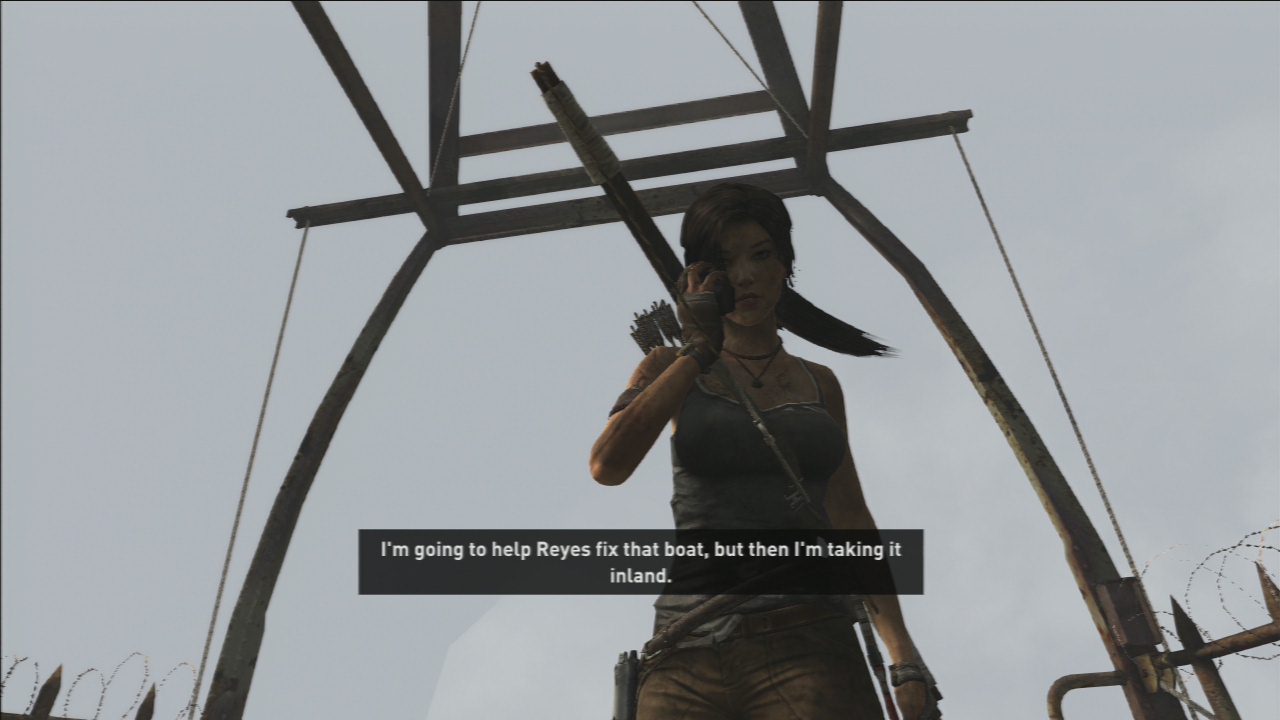 I'm going to help Reyes fix that boat, but then I'm taking it
inland.